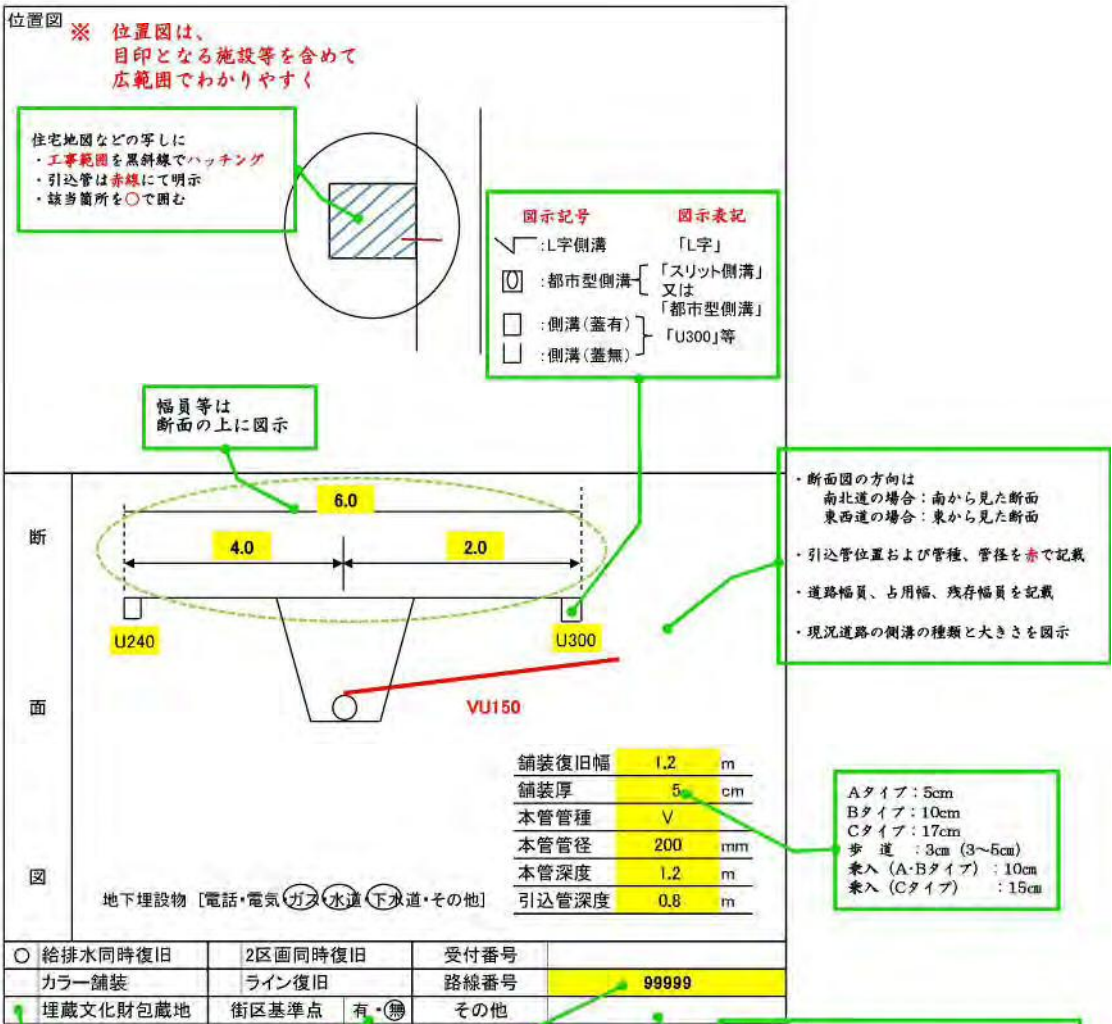 位置図
※ 位置図は、
目印となる施設等を含めて
広範囲でわかりやすく
住宅地図などの写しに
・工事範囲を黒斜線でハッチング
・引込管は赤線にて明示
・該当箇所を○で囲む
図示記号 図示表記
:L字側溝 「L字」
:都市型側溝 「スリット側溝」
又は
「都市型側溝」
:側溝(蓋有)
「U300」等
:側溝(蓋無)
幅員等は
断面の上に図示
・断面図の方向は
南北道の場合:南から見た断面
東西道の場合:東から見た断面
・引込管位置および管種、管径を赤で記載
・道路幅員、占用幅、残存幅員を記載
・現況道路の側溝の種類と大きさを図示
断面図
6.0
4.0 2.0
U240 U300
VU150
舗装復旧幅 1.2 m
舗装厚 5 cm
本管管種 V
本管管径 200 mm
本管深度 1.2 m
引込管深度 0.8 m
Aタイプ:5cm
Bタイプ:10cm
Cタイプ:17cm
歩 道 :3cm (3~5cm)
乗入 (A・Bタイプ) :10cm
乗入 (Cタイプ) :15cm
地下埋設物 [電話・電気・ガス・水道・下水道・その他]
○ 給排水同時復旧 2区画同時復旧 受付番号
カラー舗装 ライン復旧 路線番号 99999
埋蔵文化財包蔵地 街区基準点 有・無 その他